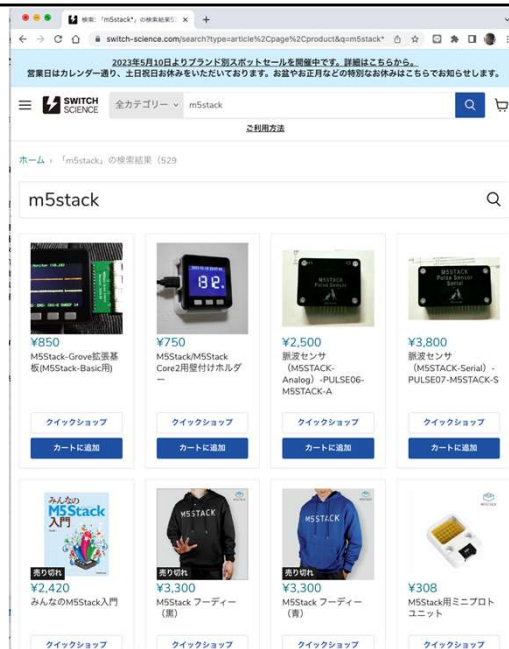 検索: 「m5stack*」の検索結果5:
switch-science.com/search?type=article%2Cpage%2Cproduct&q=m5stack*
2023年5月10日よりブランド別スポットセールを開催中です。詳細はこちらから。
営業日はカレンダー通り、土日祝日お休みをいただいております。お盆やお正月などの特別なお休みはこちらでお知らせします。
SWITCH SCIENCE
全カテゴリー
m5stack
ご利用方法
ホーム › 「m5stack」の検索結果（529
m5stack
¥850
M5Stack-Grove拡張基
板(M5Stack-Basic用)
クイックショップ
カートに追加
¥750
M5Stack/M5Stack
Core2用壁付けホルダ
ー
クイックショップ
カートに追加
M5STACK
Pulse Sensor
¥2,500
脈波センサ
（M5STACK-
Analog）-PULSE06-
M5STACK-A
クイックショップ
カートに追加
M5STACK
Pulse Sensor
Serial
¥3,800
脈波センサ
（M5STACK-Serial）-
PULSE07-M5STACK-S
クイックショップ
カートに追加
みんなの
M5Stack
入門
売り切れ
¥2,420
みんなのM5Stack入門
クイックショップ
M5STACK
売り切れ
¥3,300
M5Stack フーディー
（黒）
クイックショップ
M5STACK
売り切れ
¥3,300
M5Stack フーディー
（青）
クイックショップ
¥308
M5Stack用ミニプロト
ユニット
クイックショップ